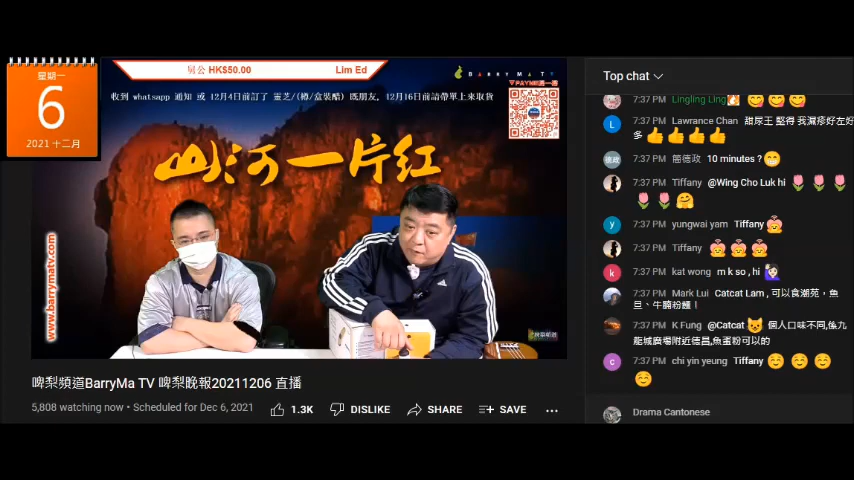 星期一
6
2021 十二月
舅公 HK$50.00
Lim Ed
BARRYMA TV
收到 whatsapp 通知 或 12月4日前訂了 靈芝/(樽/盒裝醋) 既朋友, 12月16日前請帶單上來取貨
山河一片红
www.barrymatv.com
啤梨頻道BarryMa TV 啤梨晚報20211206 直播
5,808 watching now • Scheduled for Dec 6, 2021
1.3K
DISLIKE
SHARE
SAVE
Top chat
7:37 PM Lingling Ling
7:37 PM Lawrance Chan 甜尿王 堅得 我濕疹好左好
多
7:37 PM 簡德政 10 minutes ?
7:37 PM Tiffany @Wing Cho Luk hi
7:37 PM yungwai yam Tiffany
7:37 PM Tiffany
7:37 PM kat wong m k so , hi
7:37 PM Mark Lui Catcat Lam , 可以食潮苑，魚
旦、牛腩粉麵！
7:37 PM K Fung @Catcat 個人口味不同,係九
龍城廣場附近德昌,魚蛋粉可以的
7:37 PM chi yin yeung Tiffany
Drama Cantonese